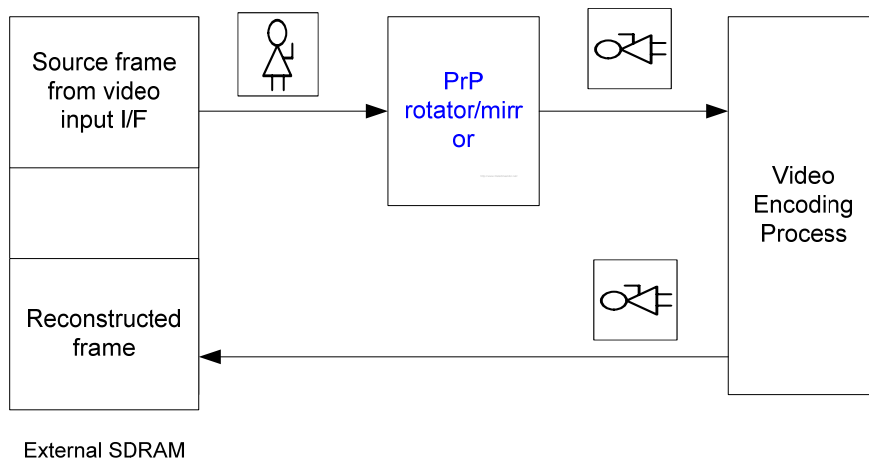 Source frame
from video
input I/F
PrP
rotator/mirr
or
Video
Encoding
Process
Reconstructed
frame
External SDRAM